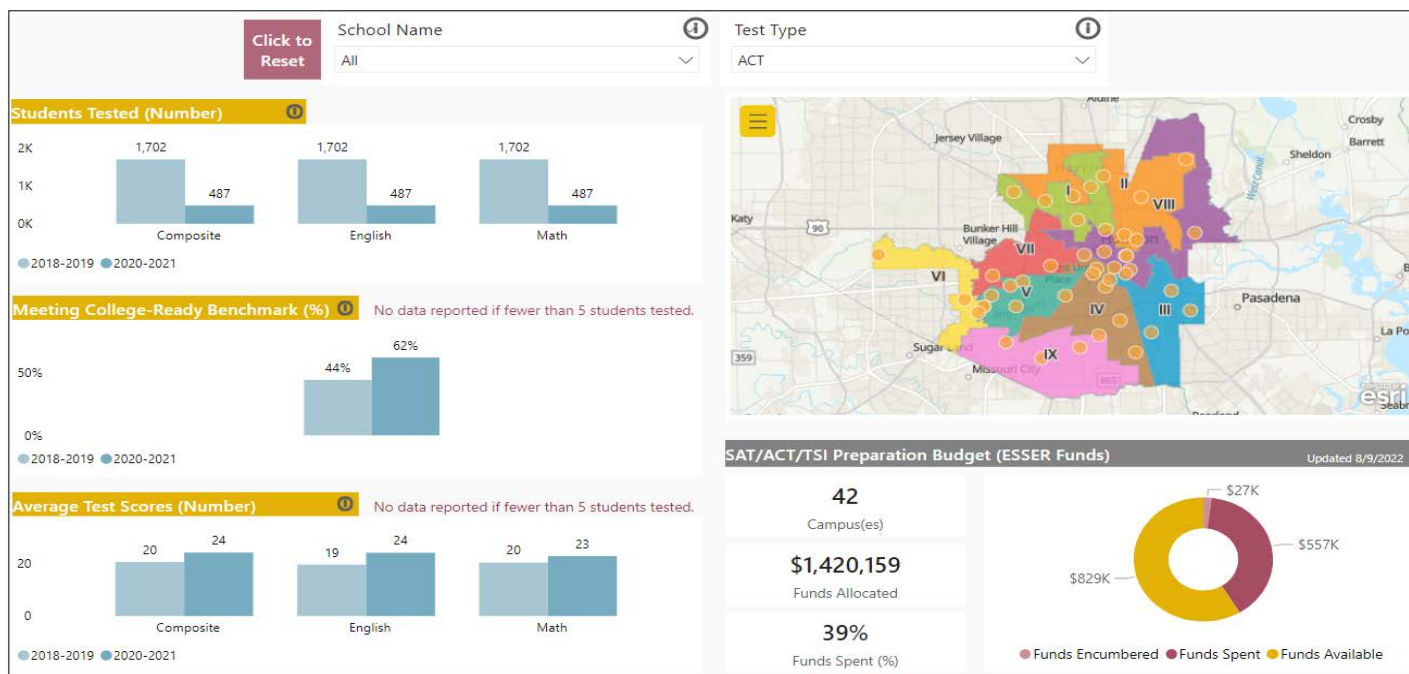 Click to
Reset
School Name
All
Test Type
ACT
Students Tested (Number)
2K
1K
0K
1,702
487
1,702
487
1,702
487
Composite
English
Math
2018-2019
2020-2021
Meeting College-Ready Benchmark (%)
No data reported if fewer than 5 students tested.
50%
0%
44%
62%
2018-2019
2020-2021
Average Test Scores (Number)
No data reported if fewer than 5 students tested.
20
0
20
24
19
24
20
23
Composite
English
Math
2018-2019
2020-2021
Aldine
Jersey Village
Crosby
Barrett
Sheldon
Katy
90
Bunker Hill
Village
I
II
VIII
VII
VI
V
Place
IV
III
IX
Pasadena
La Po
Sugar Land
359
Missouri City
esri
SAT/ACT/TSI Preparation Budget (ESSER Funds)
Updated 8/9/2022
42
Campus(es)
$1,420,159
Funds Allocated
39%
Funds Spent (%)
$27K
$557K
$829K
Funds Encumbered
Funds Spent
Funds Available